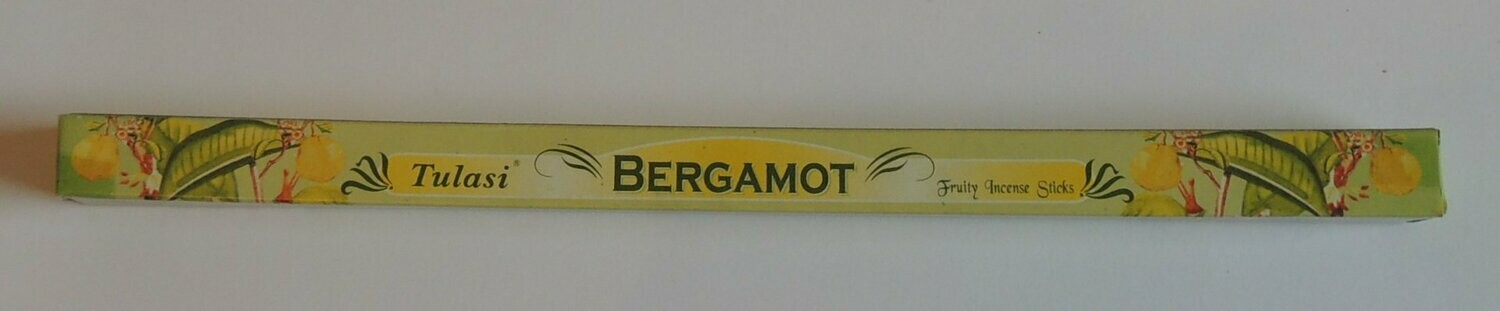 Tulasi®
BERGAMOT
Fruity Incense Sticks